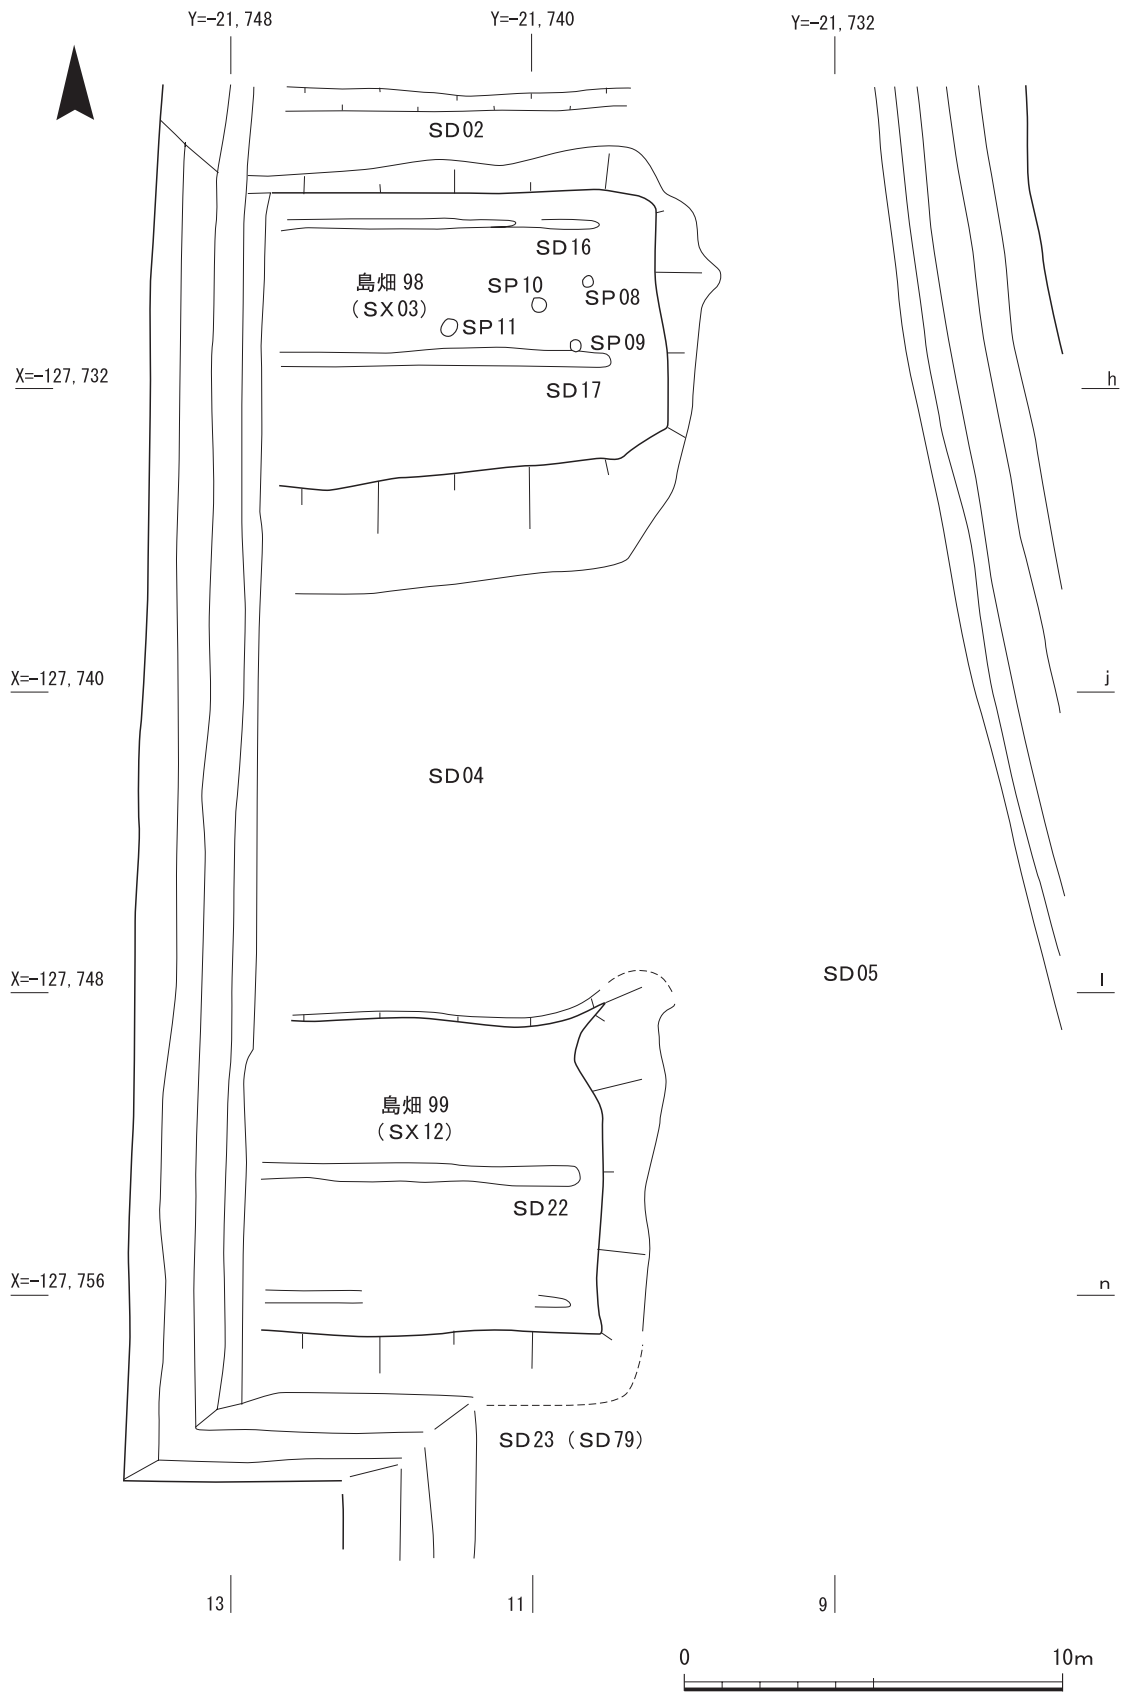 Y=-21,748
Y=-21,740
Y=-21,732
SD02
SD16
島畑 98
(SX03)
SP10
SP08
SP11
SP09
X=-127,732
h
SD17
X=-127,740
j
SD04
X=-127,748
SD05
l
島畑 99
(SX12)
SD22
X=-127,756
n
SD23 (SD79)
13
11
9
0
10m